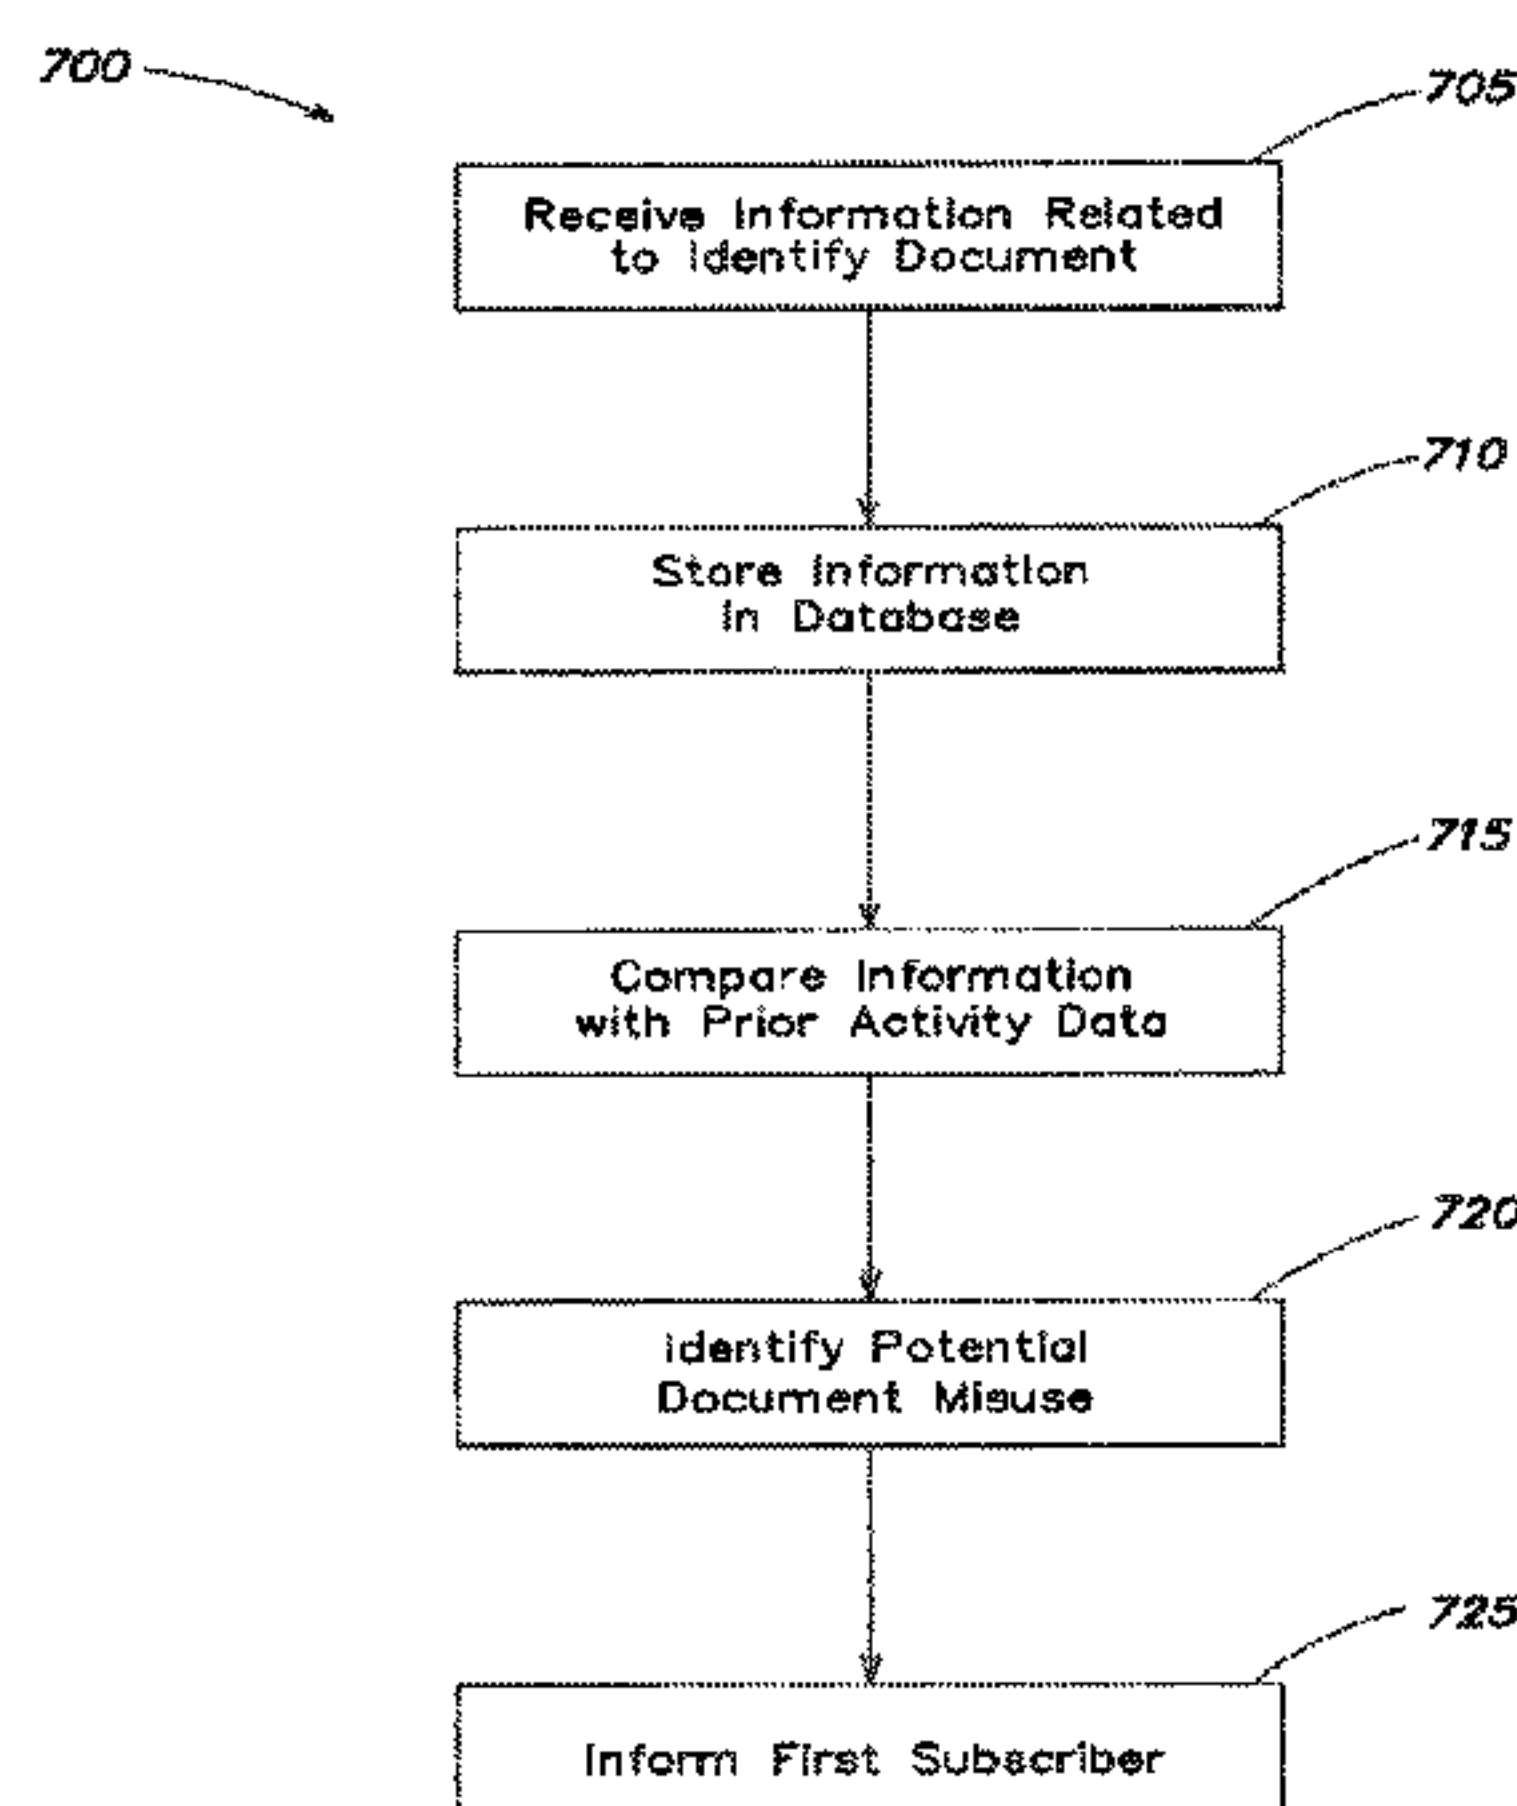 700
705
Receive Information Related
to Identify Document
710
Store Information
in Database
715
Compare Information
with Prior Activity Data
720
Identify Potential
Document Misuse
725
Inform First Subscriber